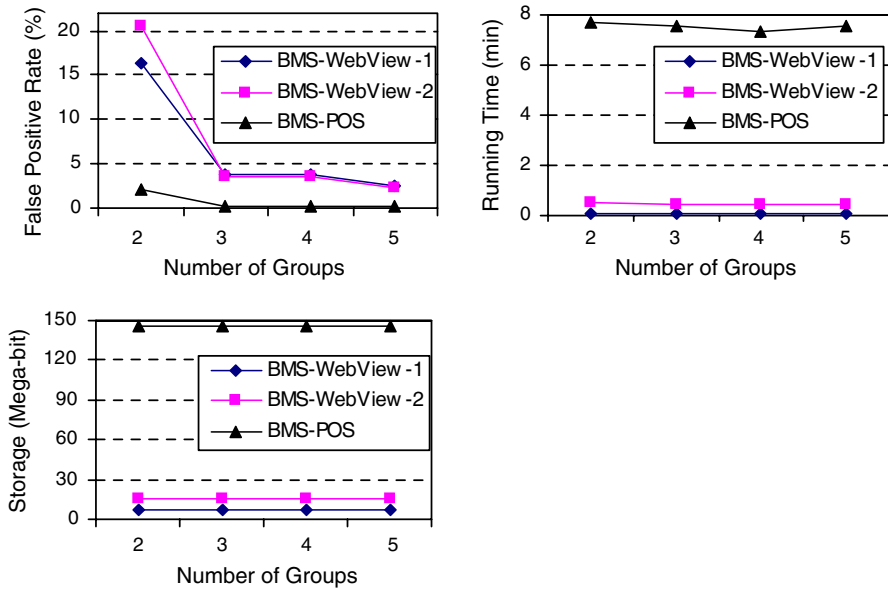 False Positive Rate (%)
20
15
10
5
0
BMS-WebView -1
BMS-WebView -2
BMS-POS
2 3 4 5
Number of Groups
Running Time (min)
8
6
4
2
0
BMS-WebView -1
BMS-WebView -2
BMS-POS
2 3 4 5
Number of Groups
Storage (Mega-bit)
150
120
90
60
30
0
BMS-WebView -1
BMS-WebView -2
BMS-POS
2 3 4 5
Number of Groups